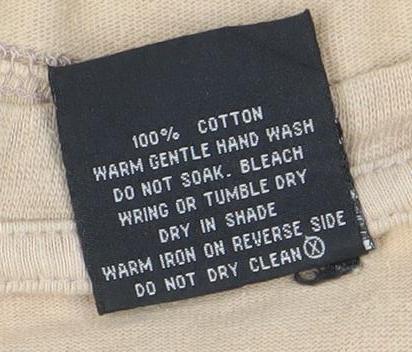 100% COTTON
WARM GENTLE HAND WASH
DO NOT SOAK. BLEACH
WRING OR TUMBLE DRY
DRY IN SHADE
WARM IRON ON REVERSE SIDE
DO NOT DRY CLEAN Ⓧ